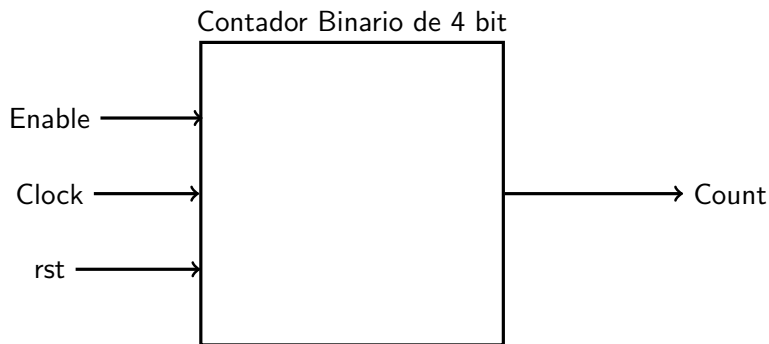 Contador Binario de 4 bit
Enable
Clock
Count
rst